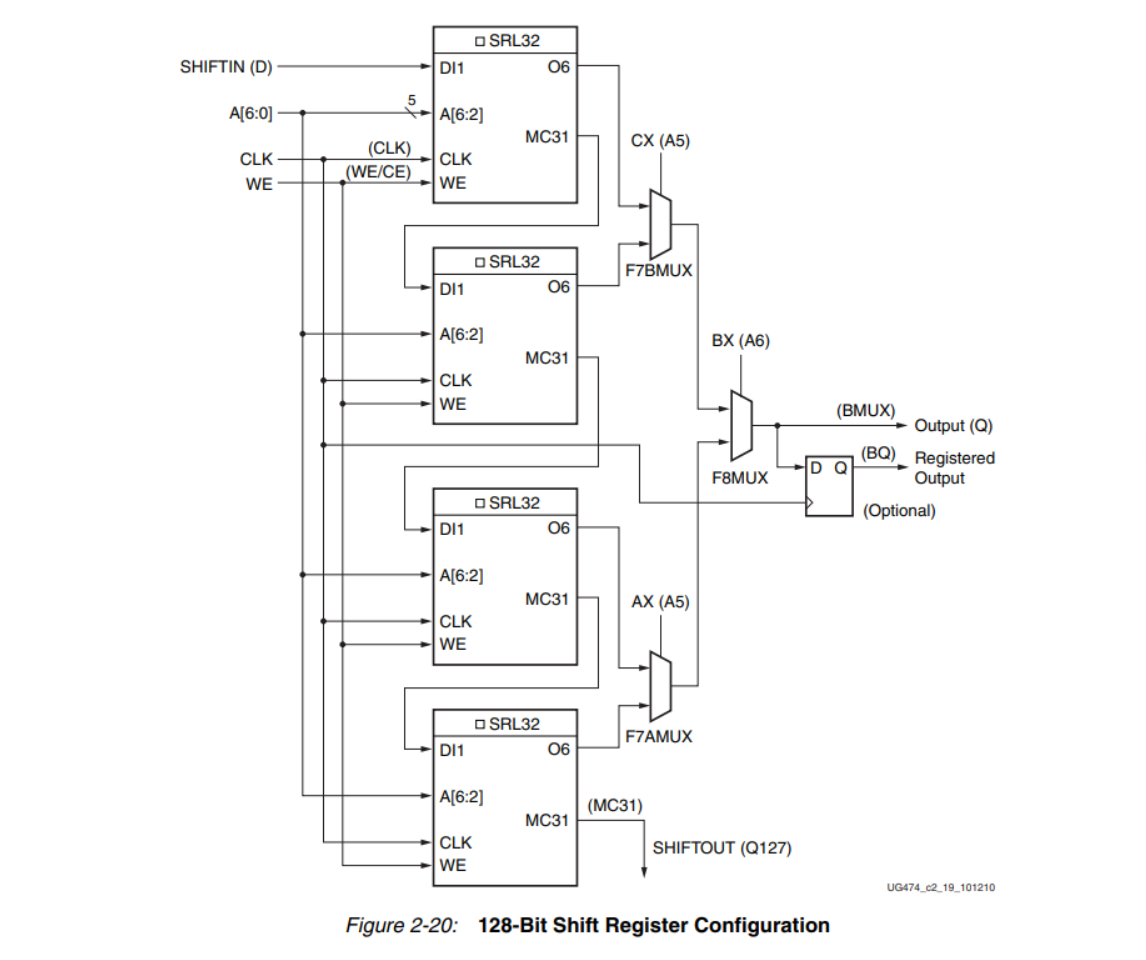 □ SRL32
SHIFTIN (D)
DI1
O6
A[6:0]
5
A[6:2]
MC31
CX (A5)
CLK
(CLK)
CLK
WE
(WE/CE)
WE
□ SRL32
F7BMUX
DI1
O6
A[6:2]
BX (A6)
MC31
CLK
WE
(BMUX)
Output (Q)
(BQ)
Registered
Output
D Q
F8MUX
(Optional)
□ SRL32
DI1
O6
A[6:2]
MC31
AX (A5)
CLK
WE
□ SRL32
F7AMUX
DI1
O6
A[6:2]
MC31
(MC31)
CLK
SHIFTOUT (Q127)
WE
UG474_c2_19_101210
Figure 2-20: 128-Bit Shift Register Configuration